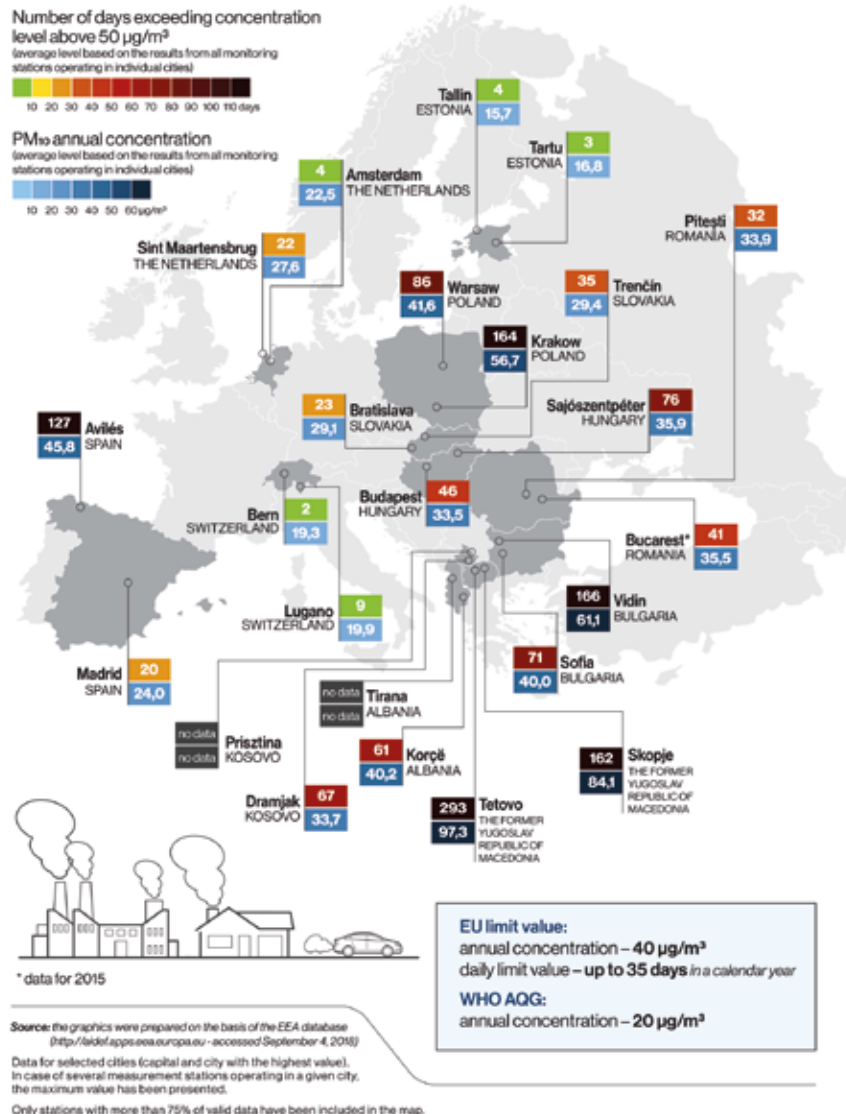 Number of days exceeding concentration
level above 50 µg/m³
(average level based on the results from all monitoring
stations operating in individual cities)
10 20 30 40 50 60 70 80 90 100 110 days
PM₁₀ annual concentration
(average level based on the results from all monitoring
stations operating in individual cities)
10 20 30 40 50 60 µg/m³
4
Tallin
ESTONIA
15,7
3
Tartu
ESTONIA
16,8
4
Amsterdam
THE NETHERLANDS
22,5
32
Pitești
ROMANIA
33,9
22
Sint Maartensbrug
THE NETHERLANDS
27,6
86
Warsaw
POLAND
41,6
35
Trenčin
SLOVAKIA
29,4
164
Krakow
POLAND
56,7
23
Bratislava
SLOVAKIA
29,1
76
Sajószentpéter
HUNGARY
35,9
127
Avilés
SPAIN
45,8
46
Budapest
HUNGARY
33,5
2
Bern
SWITZERLAND
19,3
41
Bucarest*
ROMANIA
35,5
166
Vidin
BULGARIA
61,1
9
Lugano
SWITZERLAND
19,9
71
Sofia
BULGARIA
40,0
20
Madrid
SPAIN
24,0
no data
Tirana
ALBANIA
no data
no data
Prisztina
KOSOVO
no data
61
Korçë
ALBANIA
40,2
162
Skopje
THE FORMER
YUGOSLAV
REPUBLIC OF
MACEDONIA
84,1
67
Dramjak
KOSOVO
33,7
293
Tetovo
THE FORMER
YUGOSLAV
REPUBLIC OF
MACEDONIA
97,3
EU limit value:
annual concentration – 40 µg/m³
daily limit value – up to 35 days in a calendar year
WHO AQG:
annual concentration – 20 µg/m³
* data for 2015
Source: the graphics were prepared on the basis of the EEA database
(http://aidef.apps.eea.europa.eu - accessed September 4, 2018)
Data for selected cities (capital and city with the highest value).
In case of several measurement stations operating in a given city,
the maximum value has been presented.
Only stations with more than 75% of valid data have been included in the map.